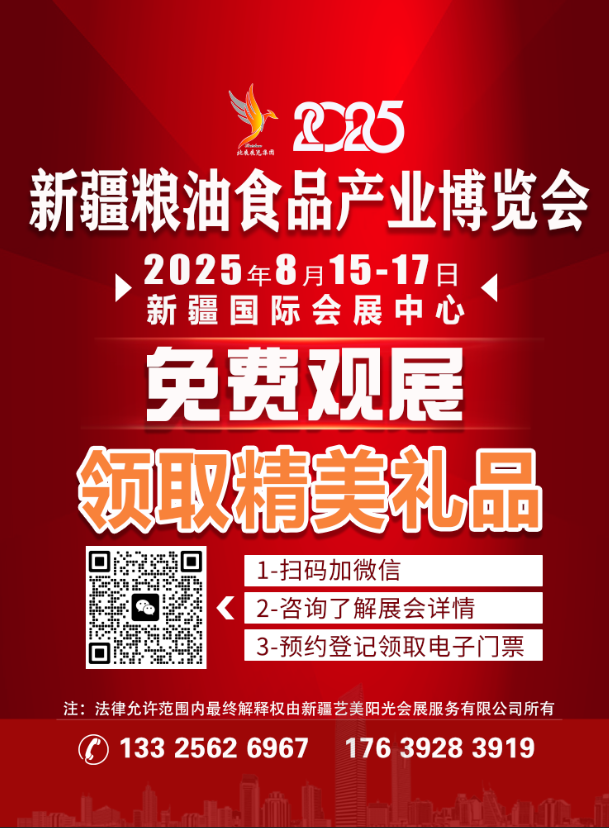 2025
新疆粮油食品产业博览会
2025年8月15-17日
新疆国际会展中心
免费观展
领取精美礼品
1-扫码加微信
2-咨询了解展会详情
3-预约登记领取电子门票
注：法律允许范围内最终解释权由新疆艺美阳光会展服务有限公司所有
133 2562 6967 176 3928 3919